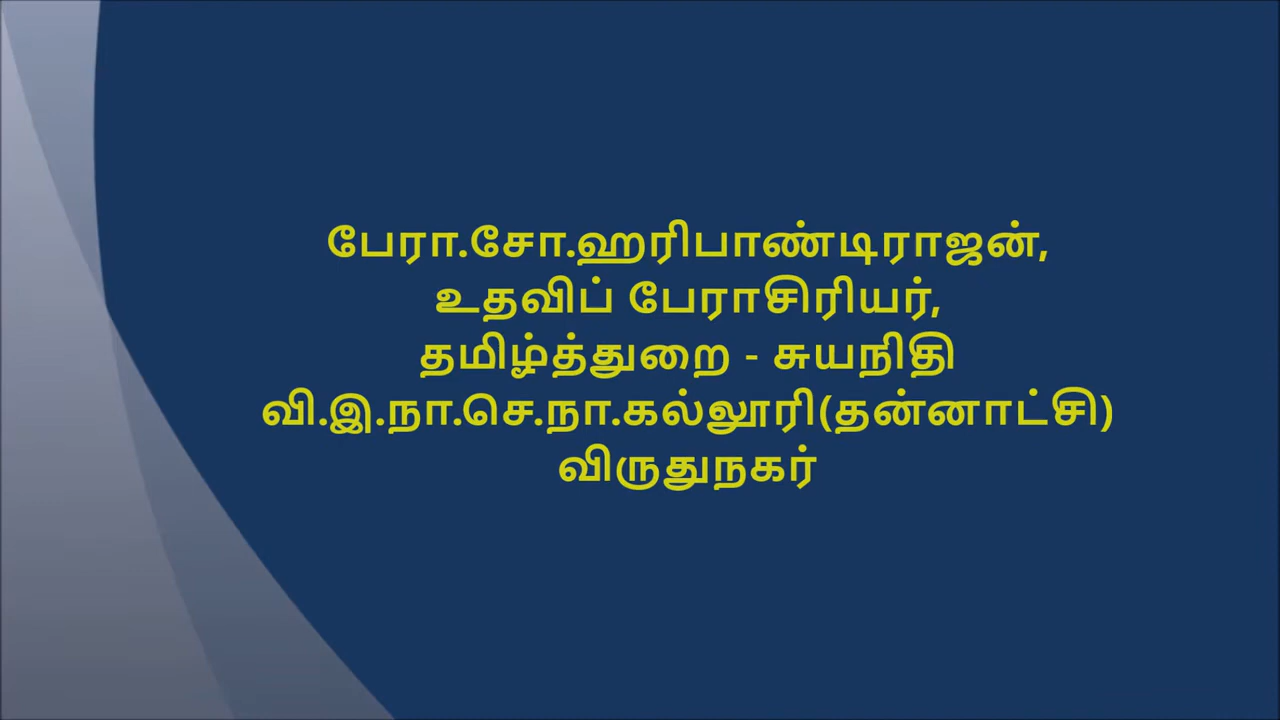 பேரா.சோ.ஹரிபாண்டிராஜன்,
உதவிப் பேராசிரியர்,
தமிழ்த்துறை - சுயநிதி
வி.இ.நா.செ.நா.கல்லூரி(தன்னாட்சி)
விருதுநகர்